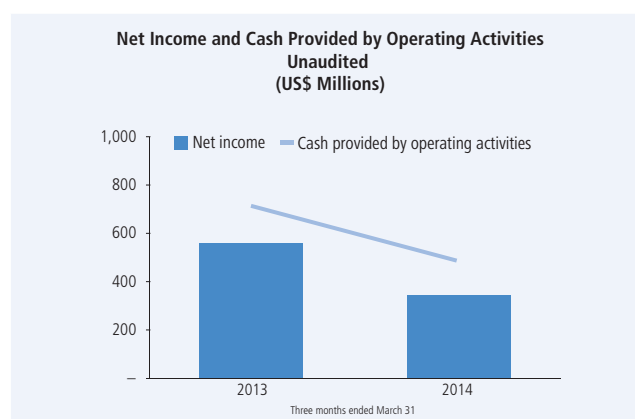 Net Income and Cash Provided by Operating Activities
Unaudited
(US$ Millions)
1,000
Net income
Cash provided by operating activities
800
600
400
200
–
2013
2014
Three months ended March 31